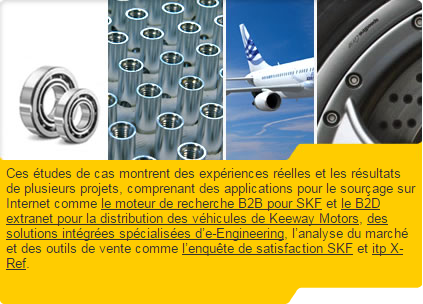 Ces études de cas montrent des expériences réelles et les résultats
de plusieurs projets, comprenant des applications pour le sourçage sur
Internet comme le moteur de recherche B2B pour SKF et le B2D
extranet pour la distribution des véhicules de Keeway Motors, des
solutions intégrées spécialisées d'e-Engineering, l'analyse du marché
et des outils de vente comme l'enquête de satisfaction SKF et itp X-
Ref.